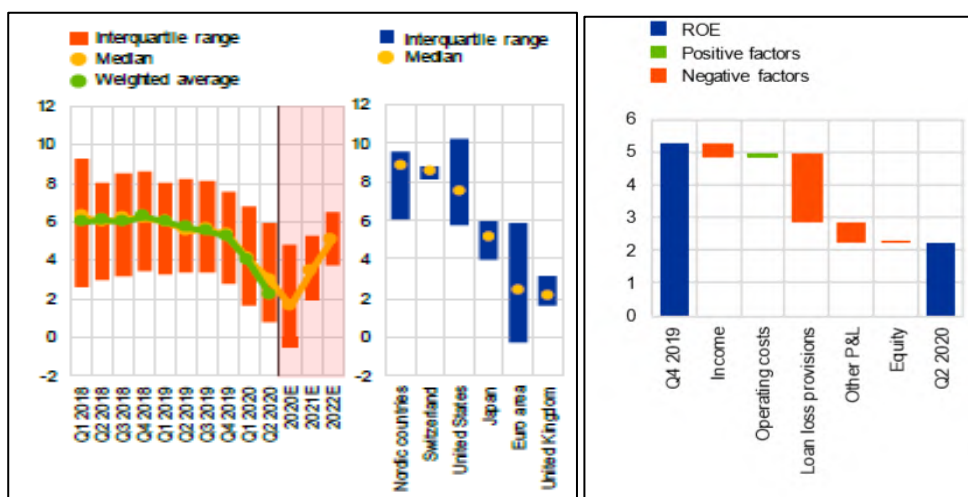 Interquartile range
Median
Weighted average
12
10
8
6
4
2
0
-2
Q1 2018
Q2 2018
Q3 2018
Q4 2018
Q1 2019
Q2 2019
Q3 2019
Q4 2019
Q1 2020
Q2 2020
2020E
2021E
2022E
Interquartile range
Median
12
10
8
6
4
2
0
-2
Nordic countries
Switzerland
United States
Japan
Euro area
United Kingdom
ROE
Positive factors
Negative factors
6
5
4
3
2
1
0
Q4 2019
Income
Operating costs
Loan loss provisions
Other P&L
Equity
Q2 2020